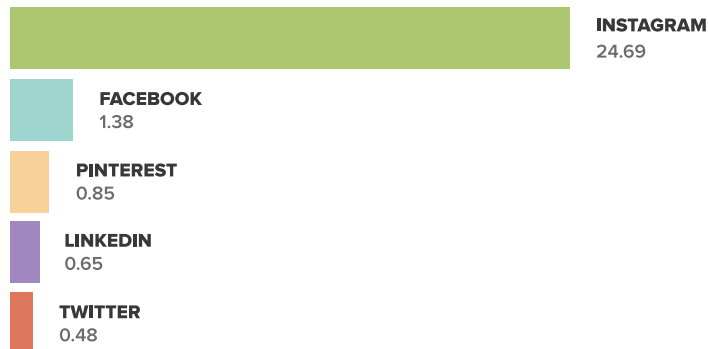 INSTAGRAM
24.69
FACEBOOK
1.38
PINTEREST
0.85
LINKEDIN
0.65
TWITTER
0.48